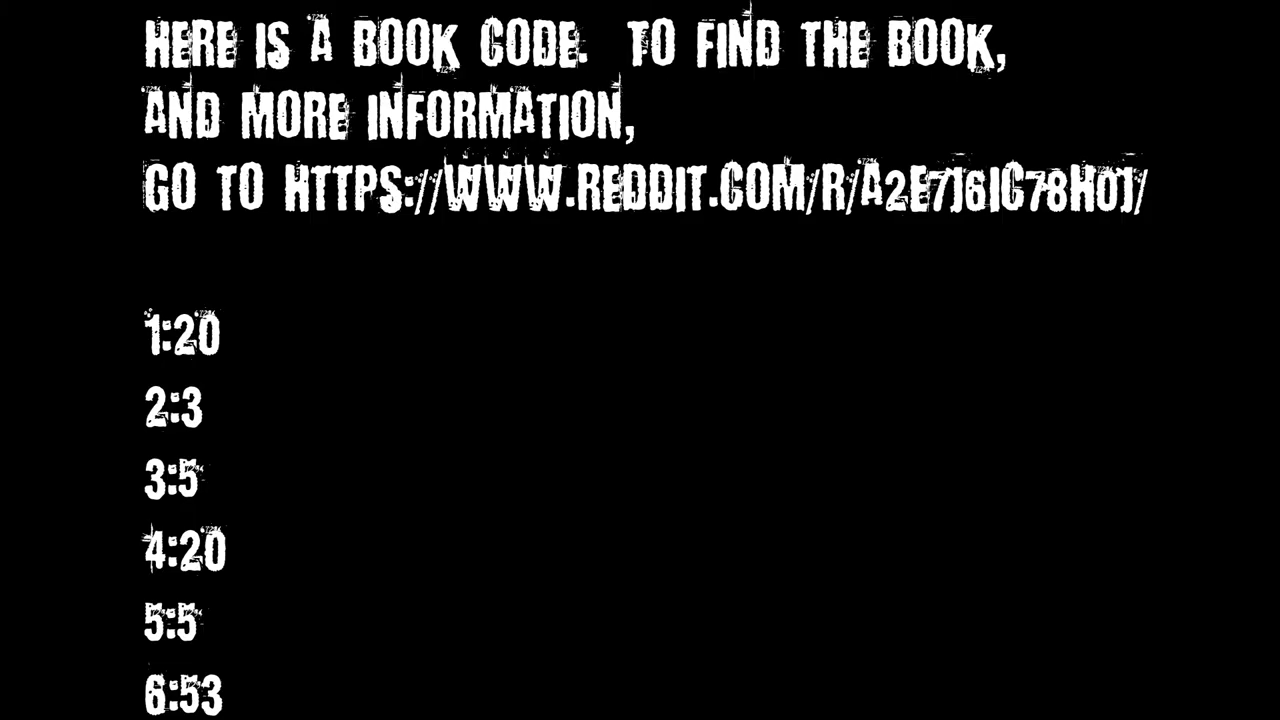 HERE IS A BOOK CODE. TO FIND THE BOOK,
AND MORE INFORMATION,
GO TO HTTPS://WWW.REDDIT.COM/R/A2E7J6IC78H0J/
1:20
2:3
3:5
4:20
5:5
6:53